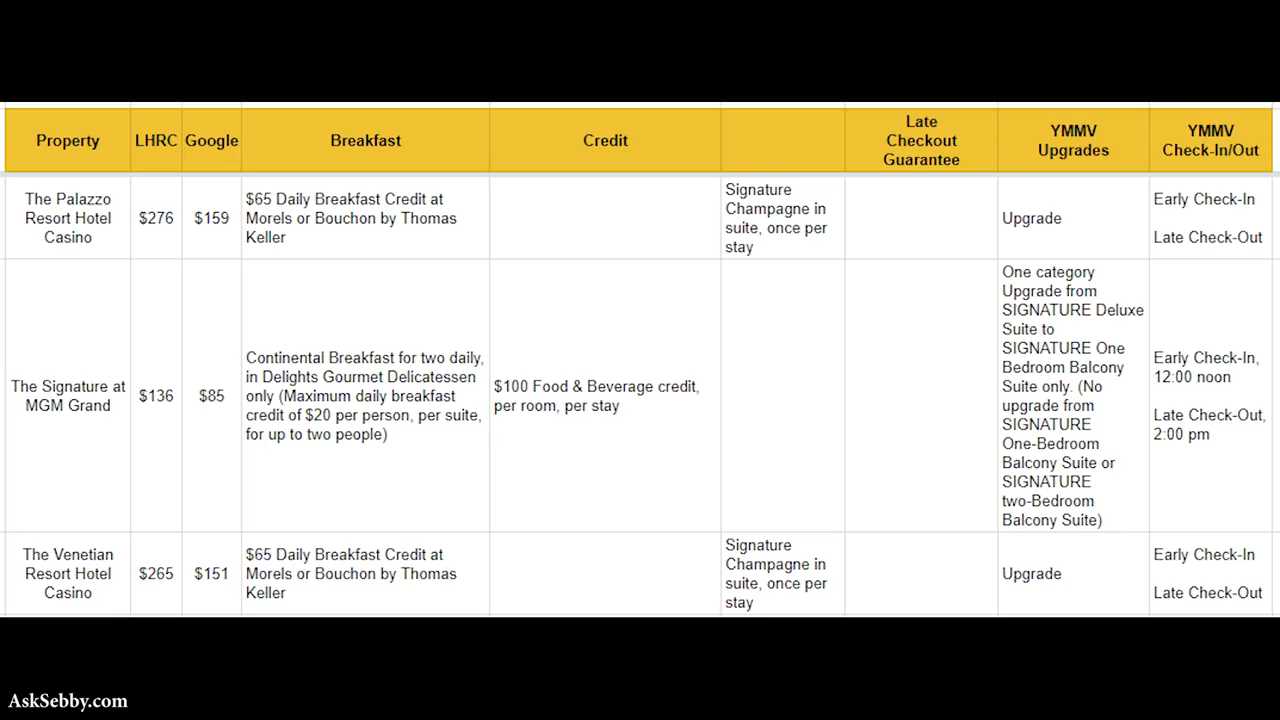 Property
LHRC
Google
Breakfast
Credit
Late
Checkout
Guarantee
YMMV
Upgrades
YMMV
Check-In/Out
The Palazzo
Resort Hotel
Casino
$276
$159
$65 Daily Breakfast Credit at
Morels or Bouchon by Thomas
Keller
Signature
Champagne in
suite, once per
stay
Upgrade
Early Check-In
Late Check-Out
The Signature at
MGM Grand
$136
$85
Continental Breakfast for two daily,
in Delights Gourmet Delicatessen
only (Maximum daily breakfast
credit of $20 per person, per suite,
for up to two people)
$100 Food & Beverage credit,
per room, per stay
One category
Upgrade from
SIGNATURE Deluxe
Suite to
SIGNATURE One
Bedroom Balcony
Suite only. (No
upgrade from
SIGNATURE
One-Bedroom
Balcony Suite or
SIGNATURE
two-Bedroom
Balcony Suite)
Early Check-In,
12:00 noon
Late Check-Out,
2:00 pm
The Venetian
Resort Hotel
Casino
$265
$151
$65 Daily Breakfast Credit at
Morels or Bouchon by Thomas
Keller
Signature
Champagne in
suite, once per
stay
Upgrade
Early Check-In
Late Check-Out
AskSebby.com